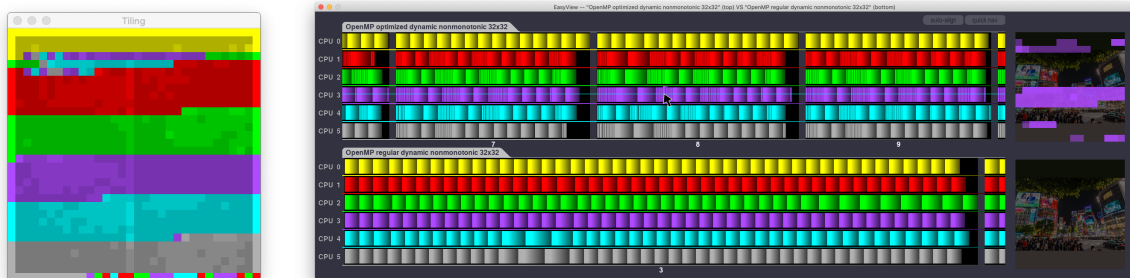 Tiling
EasyView -- "OpenMP optimized dynamic nonmonotonic 32x32" (top) VS "OpenMP regular dynamic nonmonotonic 32x32" (bottom)
auto-align quick nav
OpenMP optimized dynamic nonmonotonic 32x32
CPU 0
CPU 1
CPU 2
CPU 3
CPU 4
CPU 5
7 8 9
OpenMP regular dynamic nonmonotonic 32x32
CPU 0
CPU 1
CPU 2
CPU 3
CPU 4
CPU 5
3